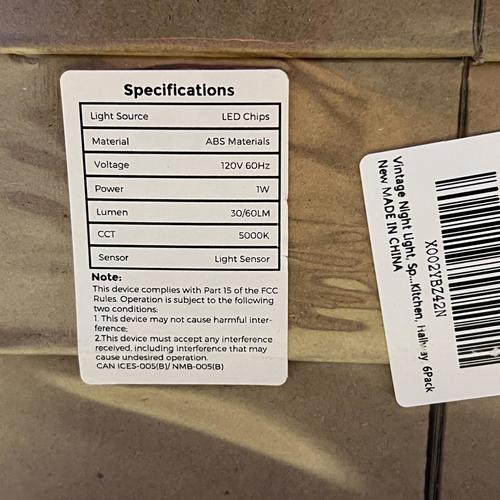 Specifications
Light Source LED Chips
Material ABS Materials
Voltage 120V 60Hz
Power 1W
Lumen 30/60LM
CCT 5000K
Sensor Light Sensor
Note:
This device complies with Part 15 of the FCC
Rules. Operation is subject to the following
two conditions:
1. This device may not cause harmful inter-
ference;
2.This device must accept any interference
received, including interference that may
cause undesired operation.
CAN ICES-005(B)/ NMB-005(B)
X002YBZ42N
Vintage Night Light, Sp...Kitchen, Hallway 6Pack
New MADE IN CHINA